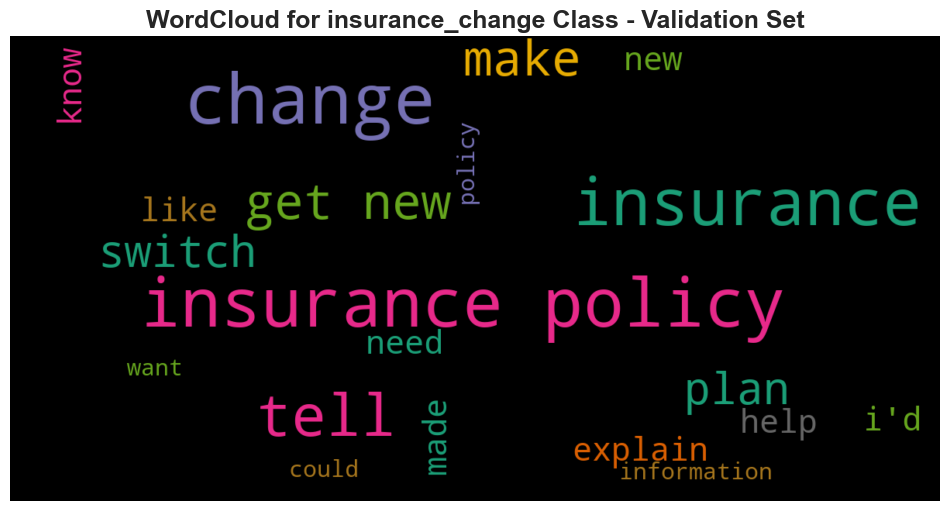 WordCloud for insurance_change Class - Validation Set
know
make
new
change
policy
like
get new
insurance
switch
insurance policy
need
want
plan
tell
made
help
i'd
explain
could
information